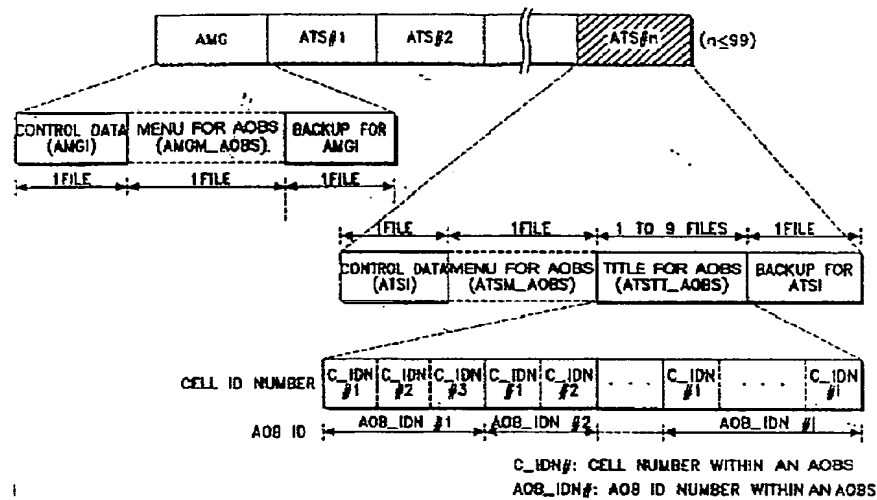 AMG ATS#1 ATS#2 ATS#n (n≤99)
CONTROL DATA (AMGI)
MENU FOR AOBS (AMGM_AOBS).
BACKUP FOR AMGI
1FILE 1FILE 1FILE
1FILE 1FILE 1 TO 9 FILES 1FILE
CONTROL DATA (ATSI)
MENU FOR AOBS (ATSM_AOBS)
TITLE FOR AOBS (ATSTT_AOBS)
BACKUP FOR ATSI
CELL ID NUMBER
C_IDN #1
C_IDN #2
C_IDN #3
C_IDN #1
C_IDN #2
. . .
C_IDN #1
. . .
C_IDN #i
AOB ID AOB_IDN #1 AOB_IDN #2 AOB_IDN #i
C_IDN#: CELL NUMBER WITHIN AN AOBS
AOB_IDN#: AOB ID NUMBER WITHIN AN AOBS